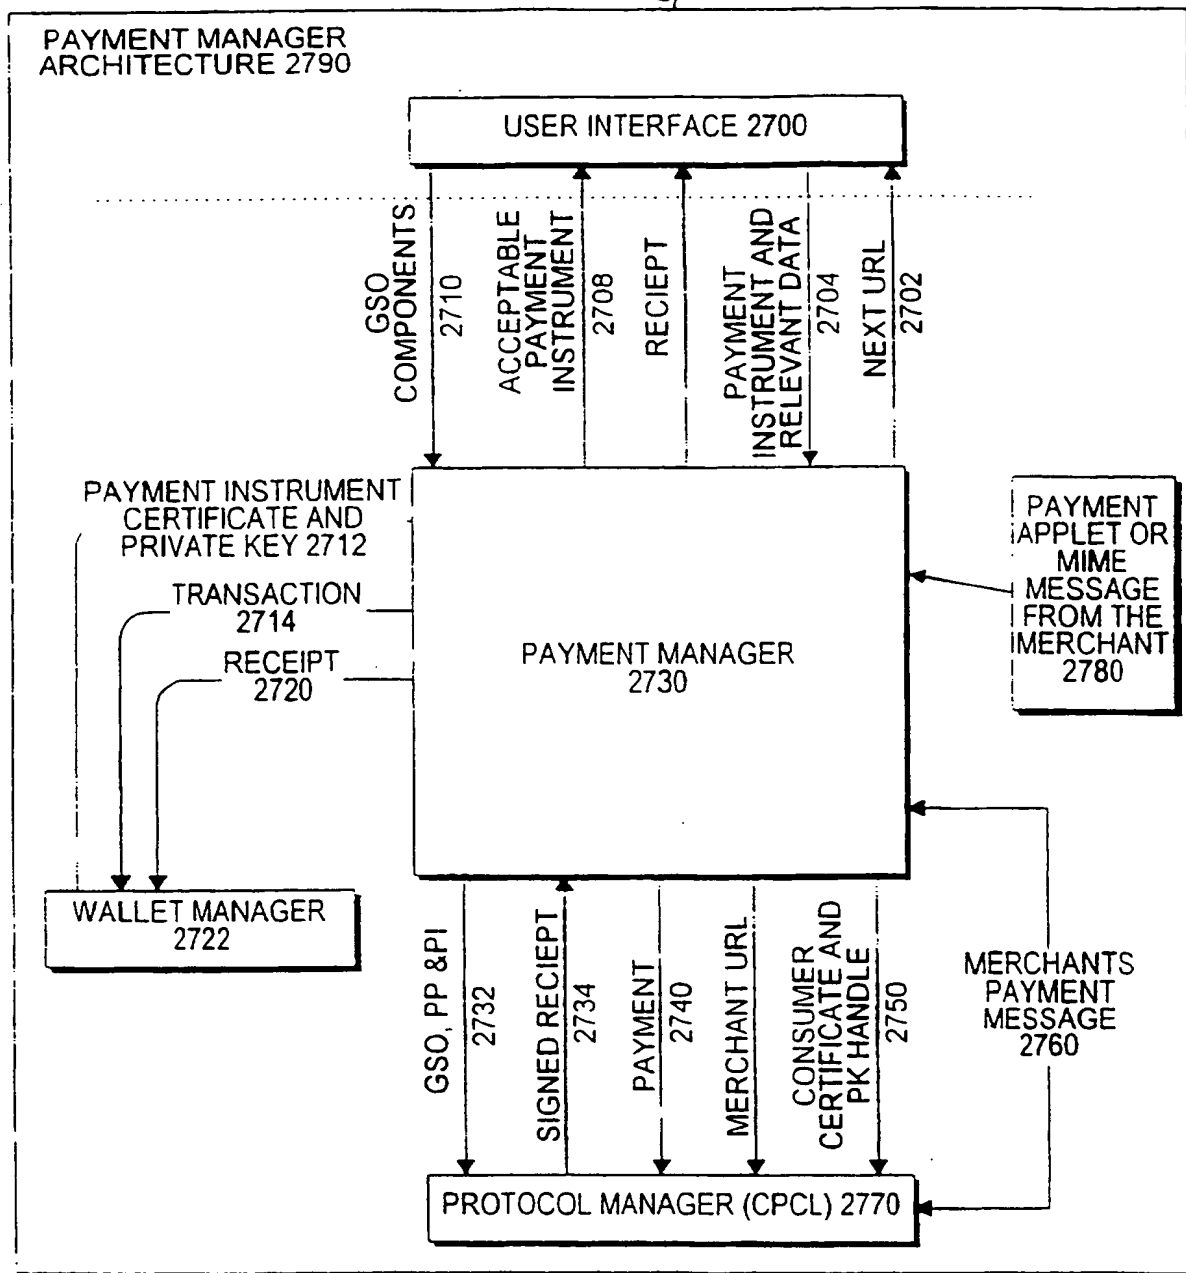 PAYMENT MANAGER
ARCHITECTURE 2790
USER INTERFACE 2700
GSO
COMPONENTS
2710
ACCEPTABLE
PAYMENT
INSTRUMENT
2708
RECIEPT
PAYMENT
INSTRUMENT AND
RELEVANT DATA
2704
NEXT URL
2702
PAYMENT INSTRUMENT
CERTIFICATE AND
PRIVATE KEY 2712
TRANSACTION
2714
RECEIPT
2720
PAYMENT MANAGER
2730
PAYMENT
APPLET OR
MIME
MESSAGE
FROM THE
MERCHANT
2780
WALLET MANAGER
2722
GSO, PP &PI
2732
SIGNED RECIEPT
2734
PAYMENT
2740
MERCHANT URL
CONSUMER
CERTIFICATE AND
PK HANDLE
2750
MERCHANTS
PAYMENT
MESSAGE
2760
PROTOCOL MANAGER (CPCL) 2770